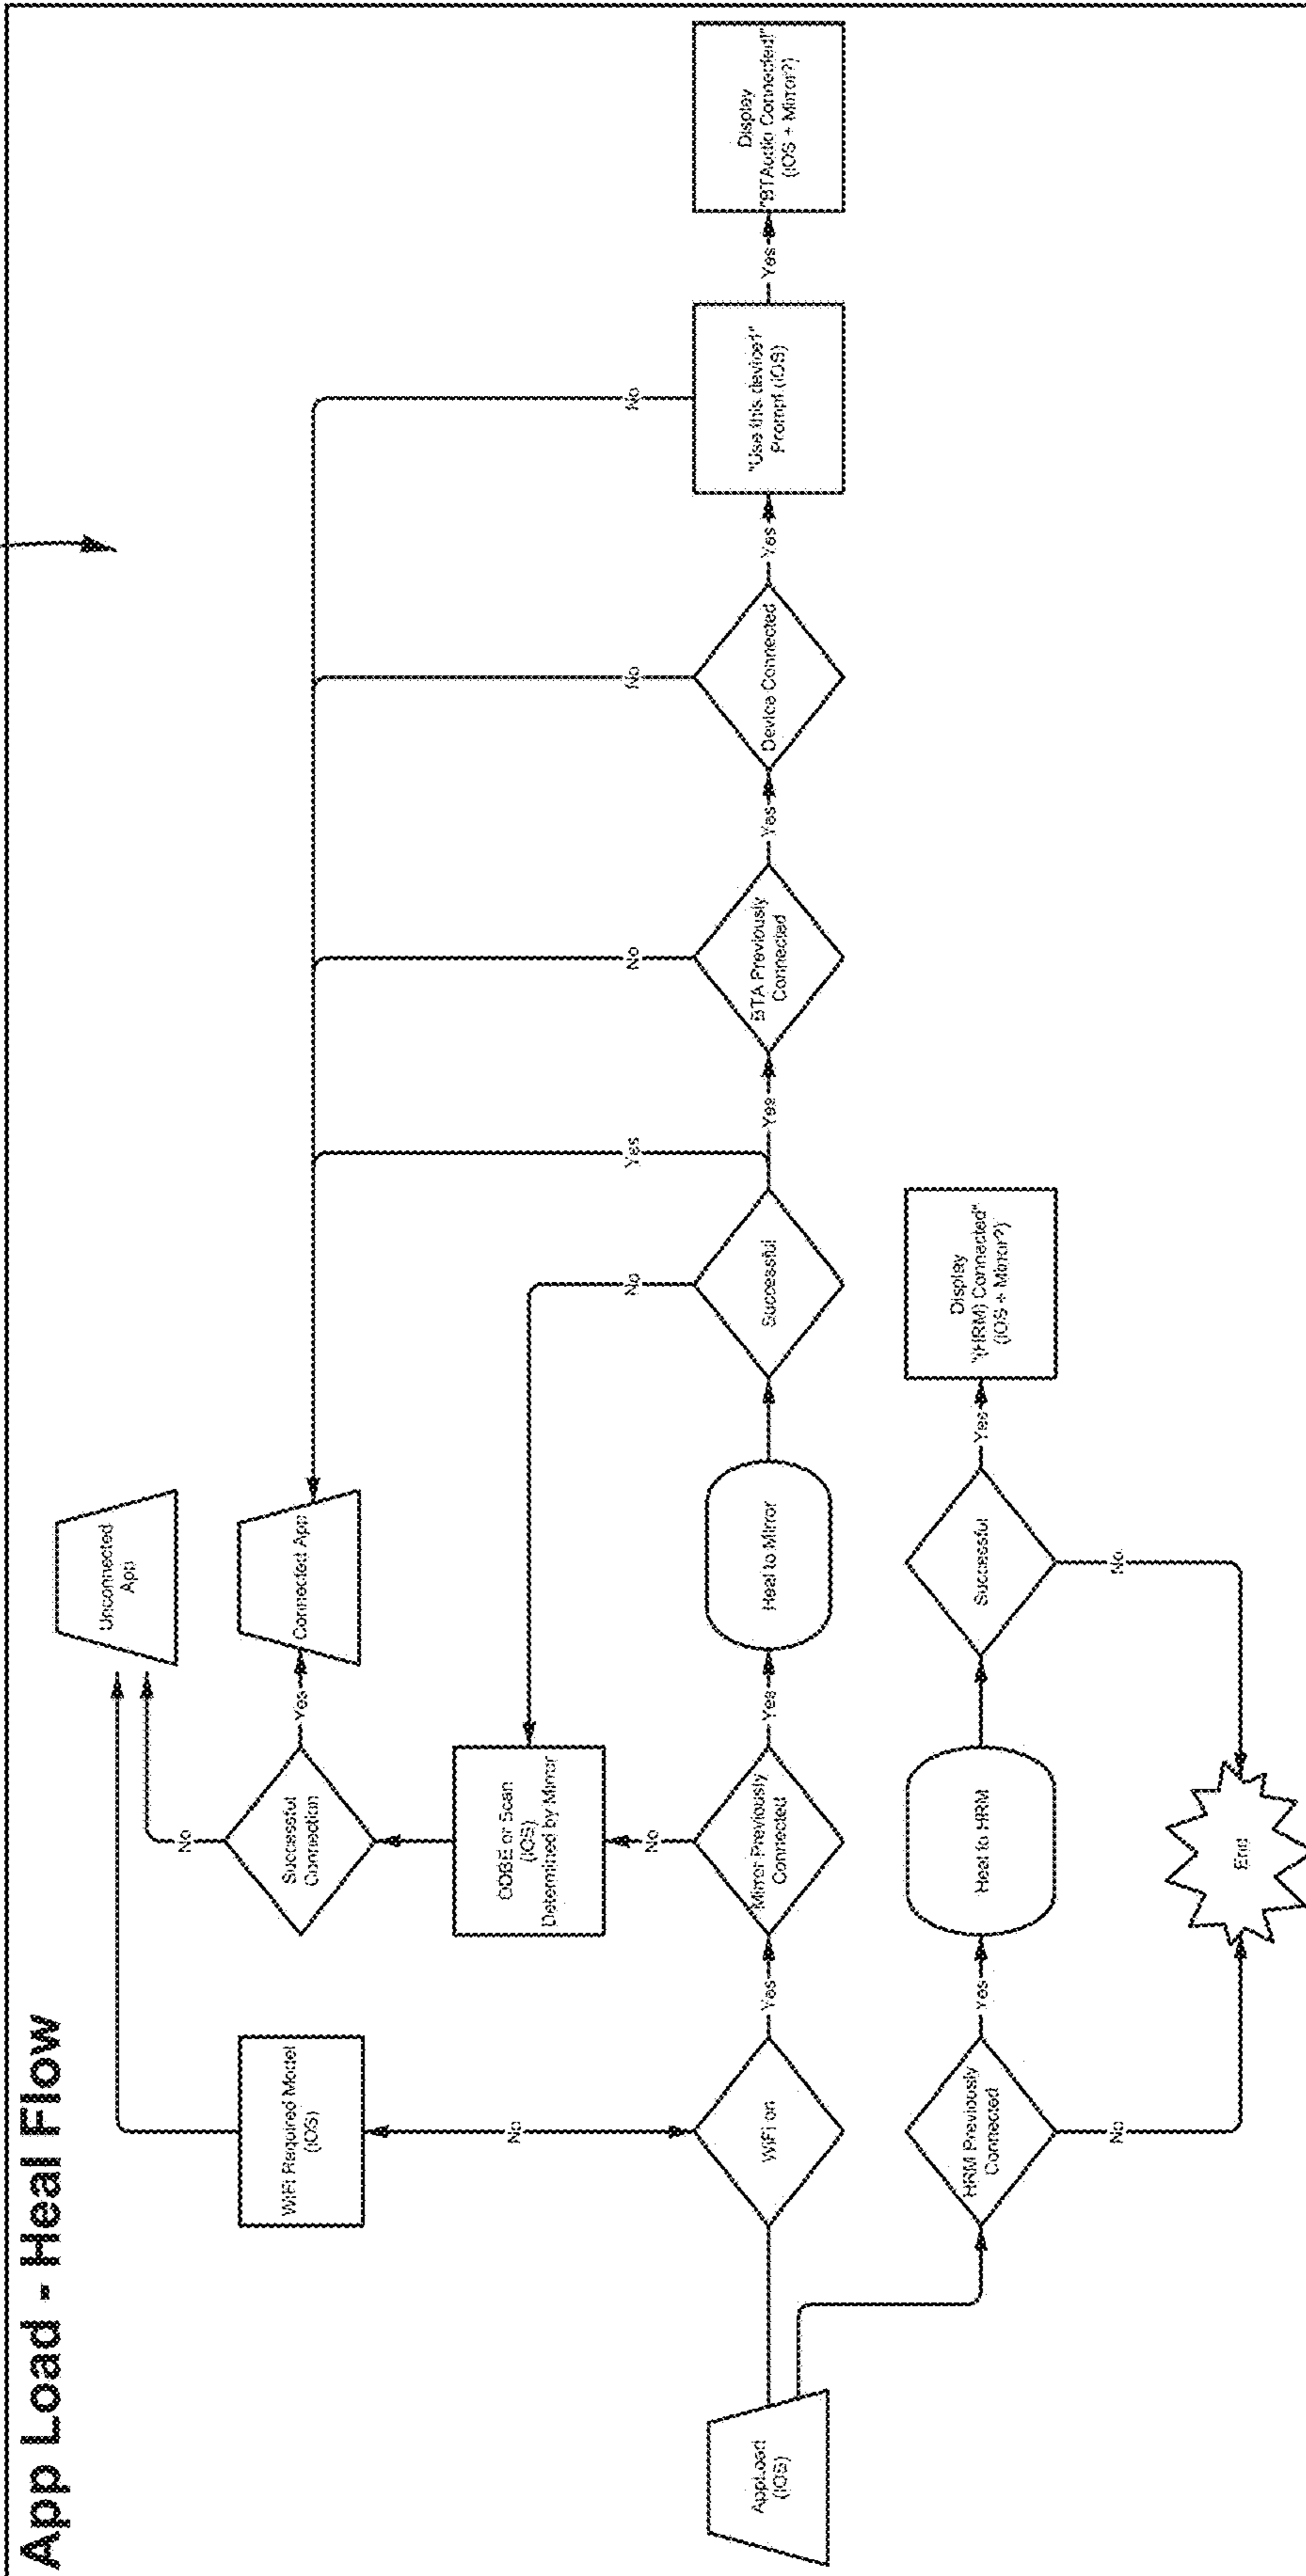 App Load - Heal Flow
Unconnected
App
WiFi Required Model
(iOS)
No
Successful
Connection
Yes
Connected App
No
OOBE or Scan
(iOS)
Determined by Mirror
No
No
Yes
No
No
No
AppLoad
(iOS)
WiFi on
Yes
Mirror Previously
Connected
Yes
Heal to Mirror
Successful
Yes
BTA Previously
Connected
Yes
Device Connected
Yes
"Use this device?"
Prompt (iOS)
Yes
Display
"BTAudio Connected!"
(iOS + Mirror?)
HRM Previously
Connected
Yes
Heal to HRM
Successful
Yes
Display
"(HRM) Connected"
(iOS + Mirror?)
No
No
End